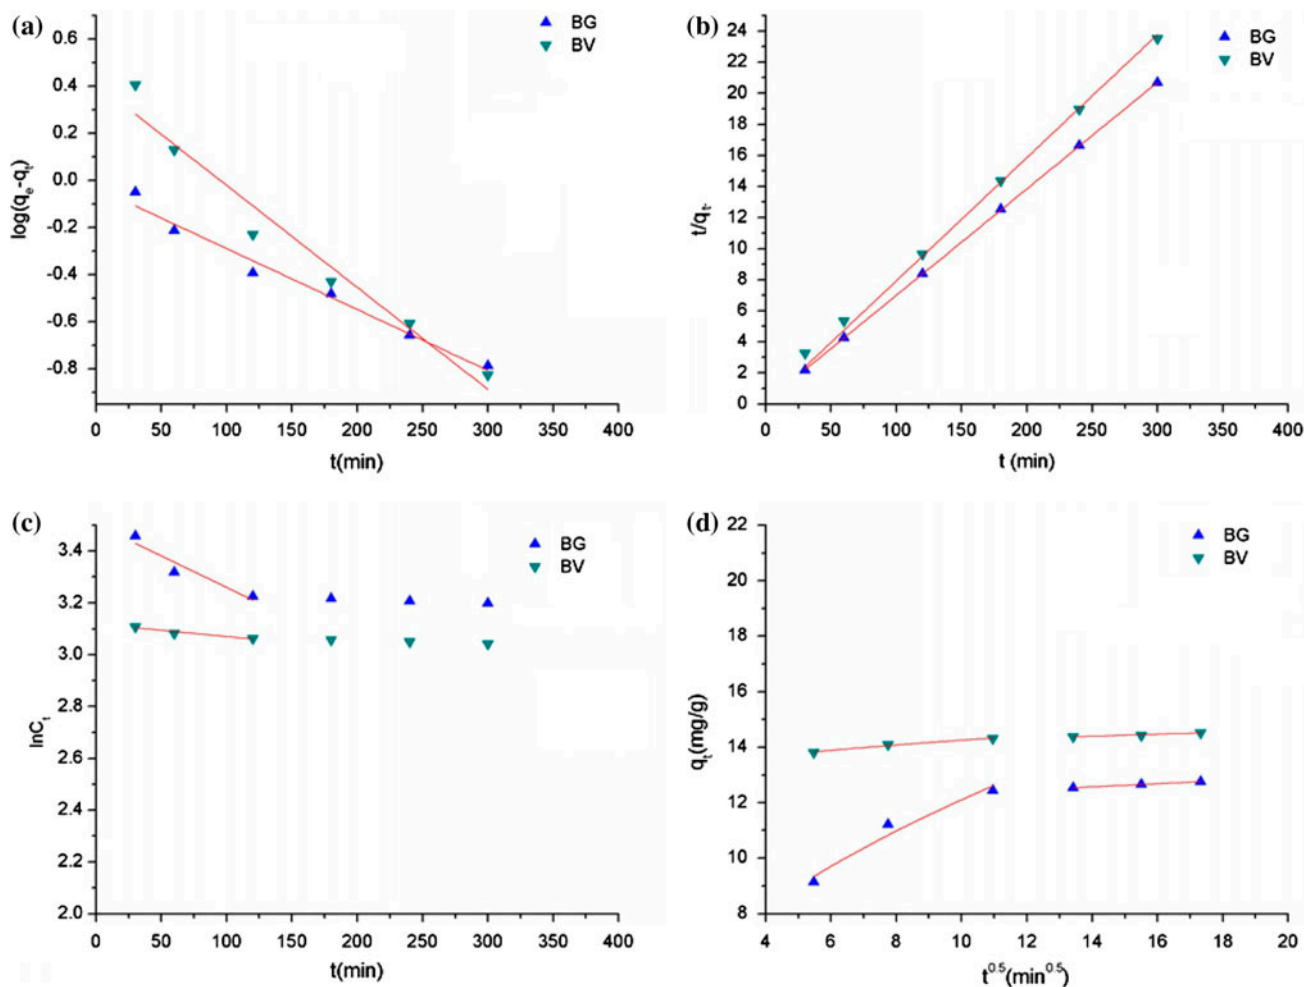 (a)
BG
BV
0.6
0.4
0.2
0.0
-0.2
-0.4
-0.6
-0.8
log(qe-qt)
0 50 100 150 200 250 300 350 400
t(min)
(b)
BG
BV
24
22
20
18
16
14
12
10
8
6
4
2
0
t/qt.
0 50 100 150 200 250 300 350 400
t (min)
(c)
BG
BV
3.4
3.2
3.0
2.8
2.6
2.4
2.2
2.0
lnCt
0 50 100 150 200 250 300 350 400
t(min)
(d)
BG
BV
22
20
18
16
14
12
10
8
qt(mg/g)
4 6 8 10 12 14 16 18 20
t0.5(min0.5)